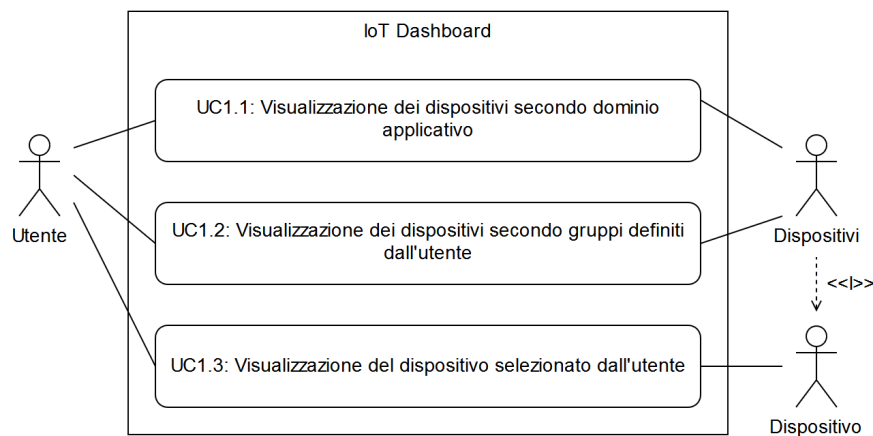 IoT Dashboard
UC1.1: Visualizzazione dei dispositivi secondo dominio
applicativo
UC1.2: Visualizzazione dei dispositivi secondo gruppi definiti
dall'utente
Utente
Dispositivi
<<I>>
UC1.3: Visualizzazione del dispositivo selezionato dall'utente
Dispositivo